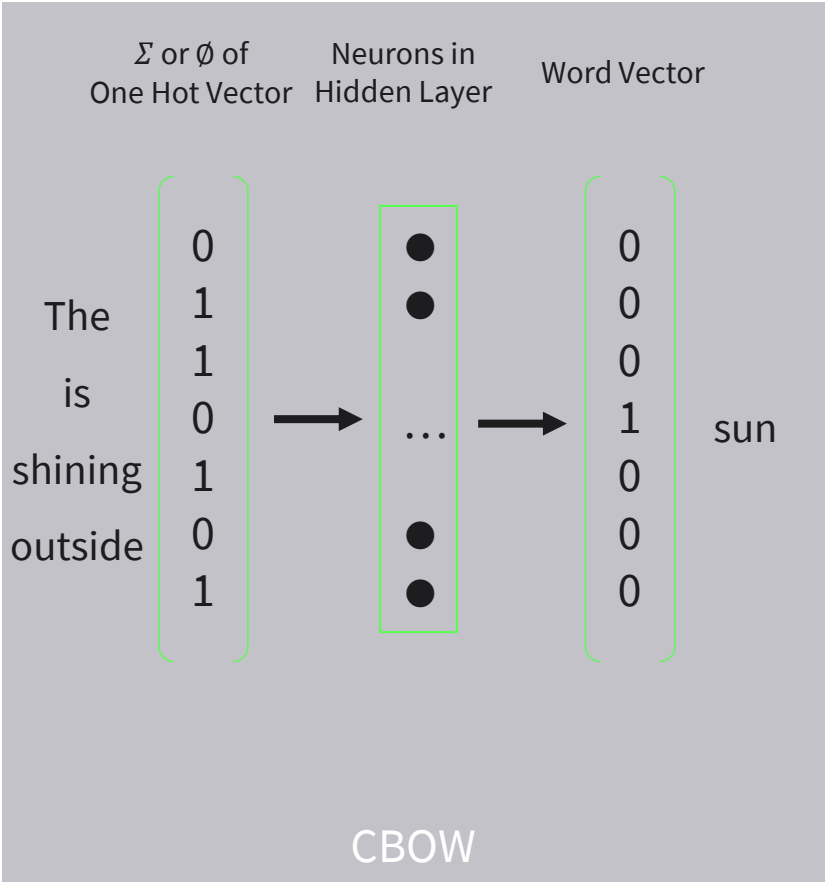 Σ or Ø of
One Hot Vector
Neurons in
Hidden Layer
Word Vector
The
is
shining
outside
0
1
1
0
1
0
1
...
0
0
0
1
0
0
0
sun
CBOW